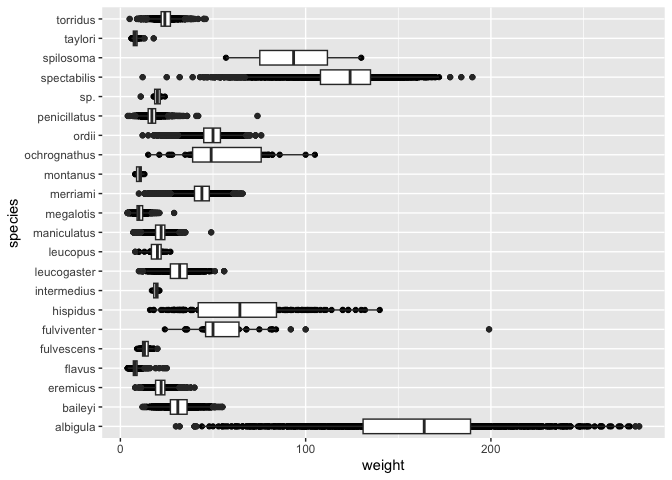 torridus
taylori
spilosoma
spectabilis
sp.
penicillatus
ordii
ochrognathus
montanus
merriami
megalotis
maniculatus
leucopus
leucogaster
intermedius
hispidus
fulviventer
fulvescens
flavus
eremicus
baileyi
albigula
species
0 100 200
weight